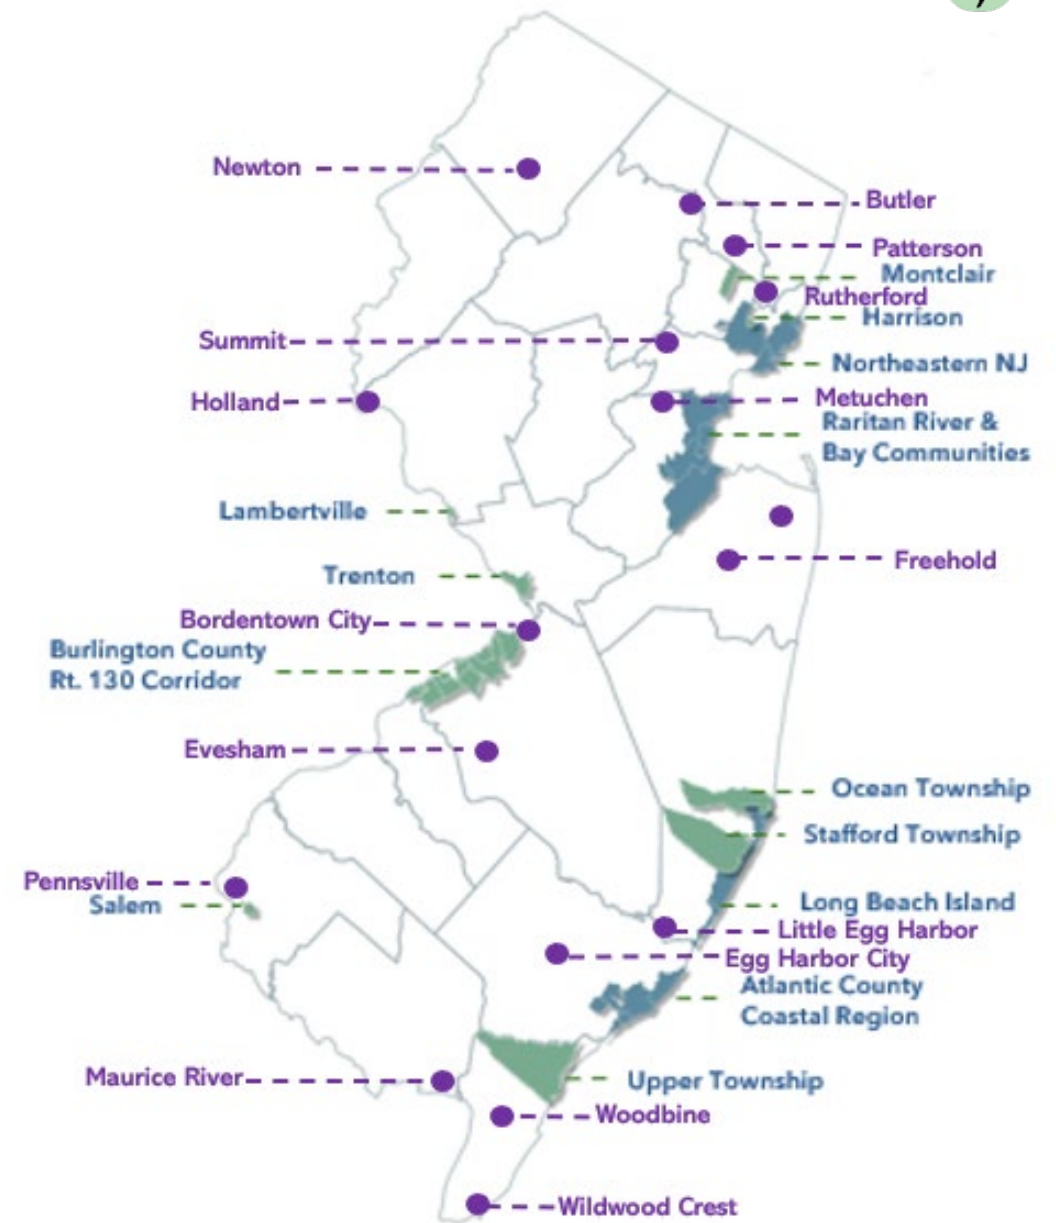 Newton
Butler
Patterson
Montclair
Rutherford
Harrison
Summit
Northeastern NJ
Holland
Metuchen
Raritan River &
Bay Communities
Lambertville
Freehold
Trenton
Bordentown City
Burlington County
Rt. 130 Corridor
Evesham
Ocean Township
Stafford Township
Pennsville
Salem
Long Beach Island
Little Egg Harbor
Egg Harbor City
Atlantic County
Coastal Region
Maurice River
Upper Township
Woodbine
Wildwood Crest